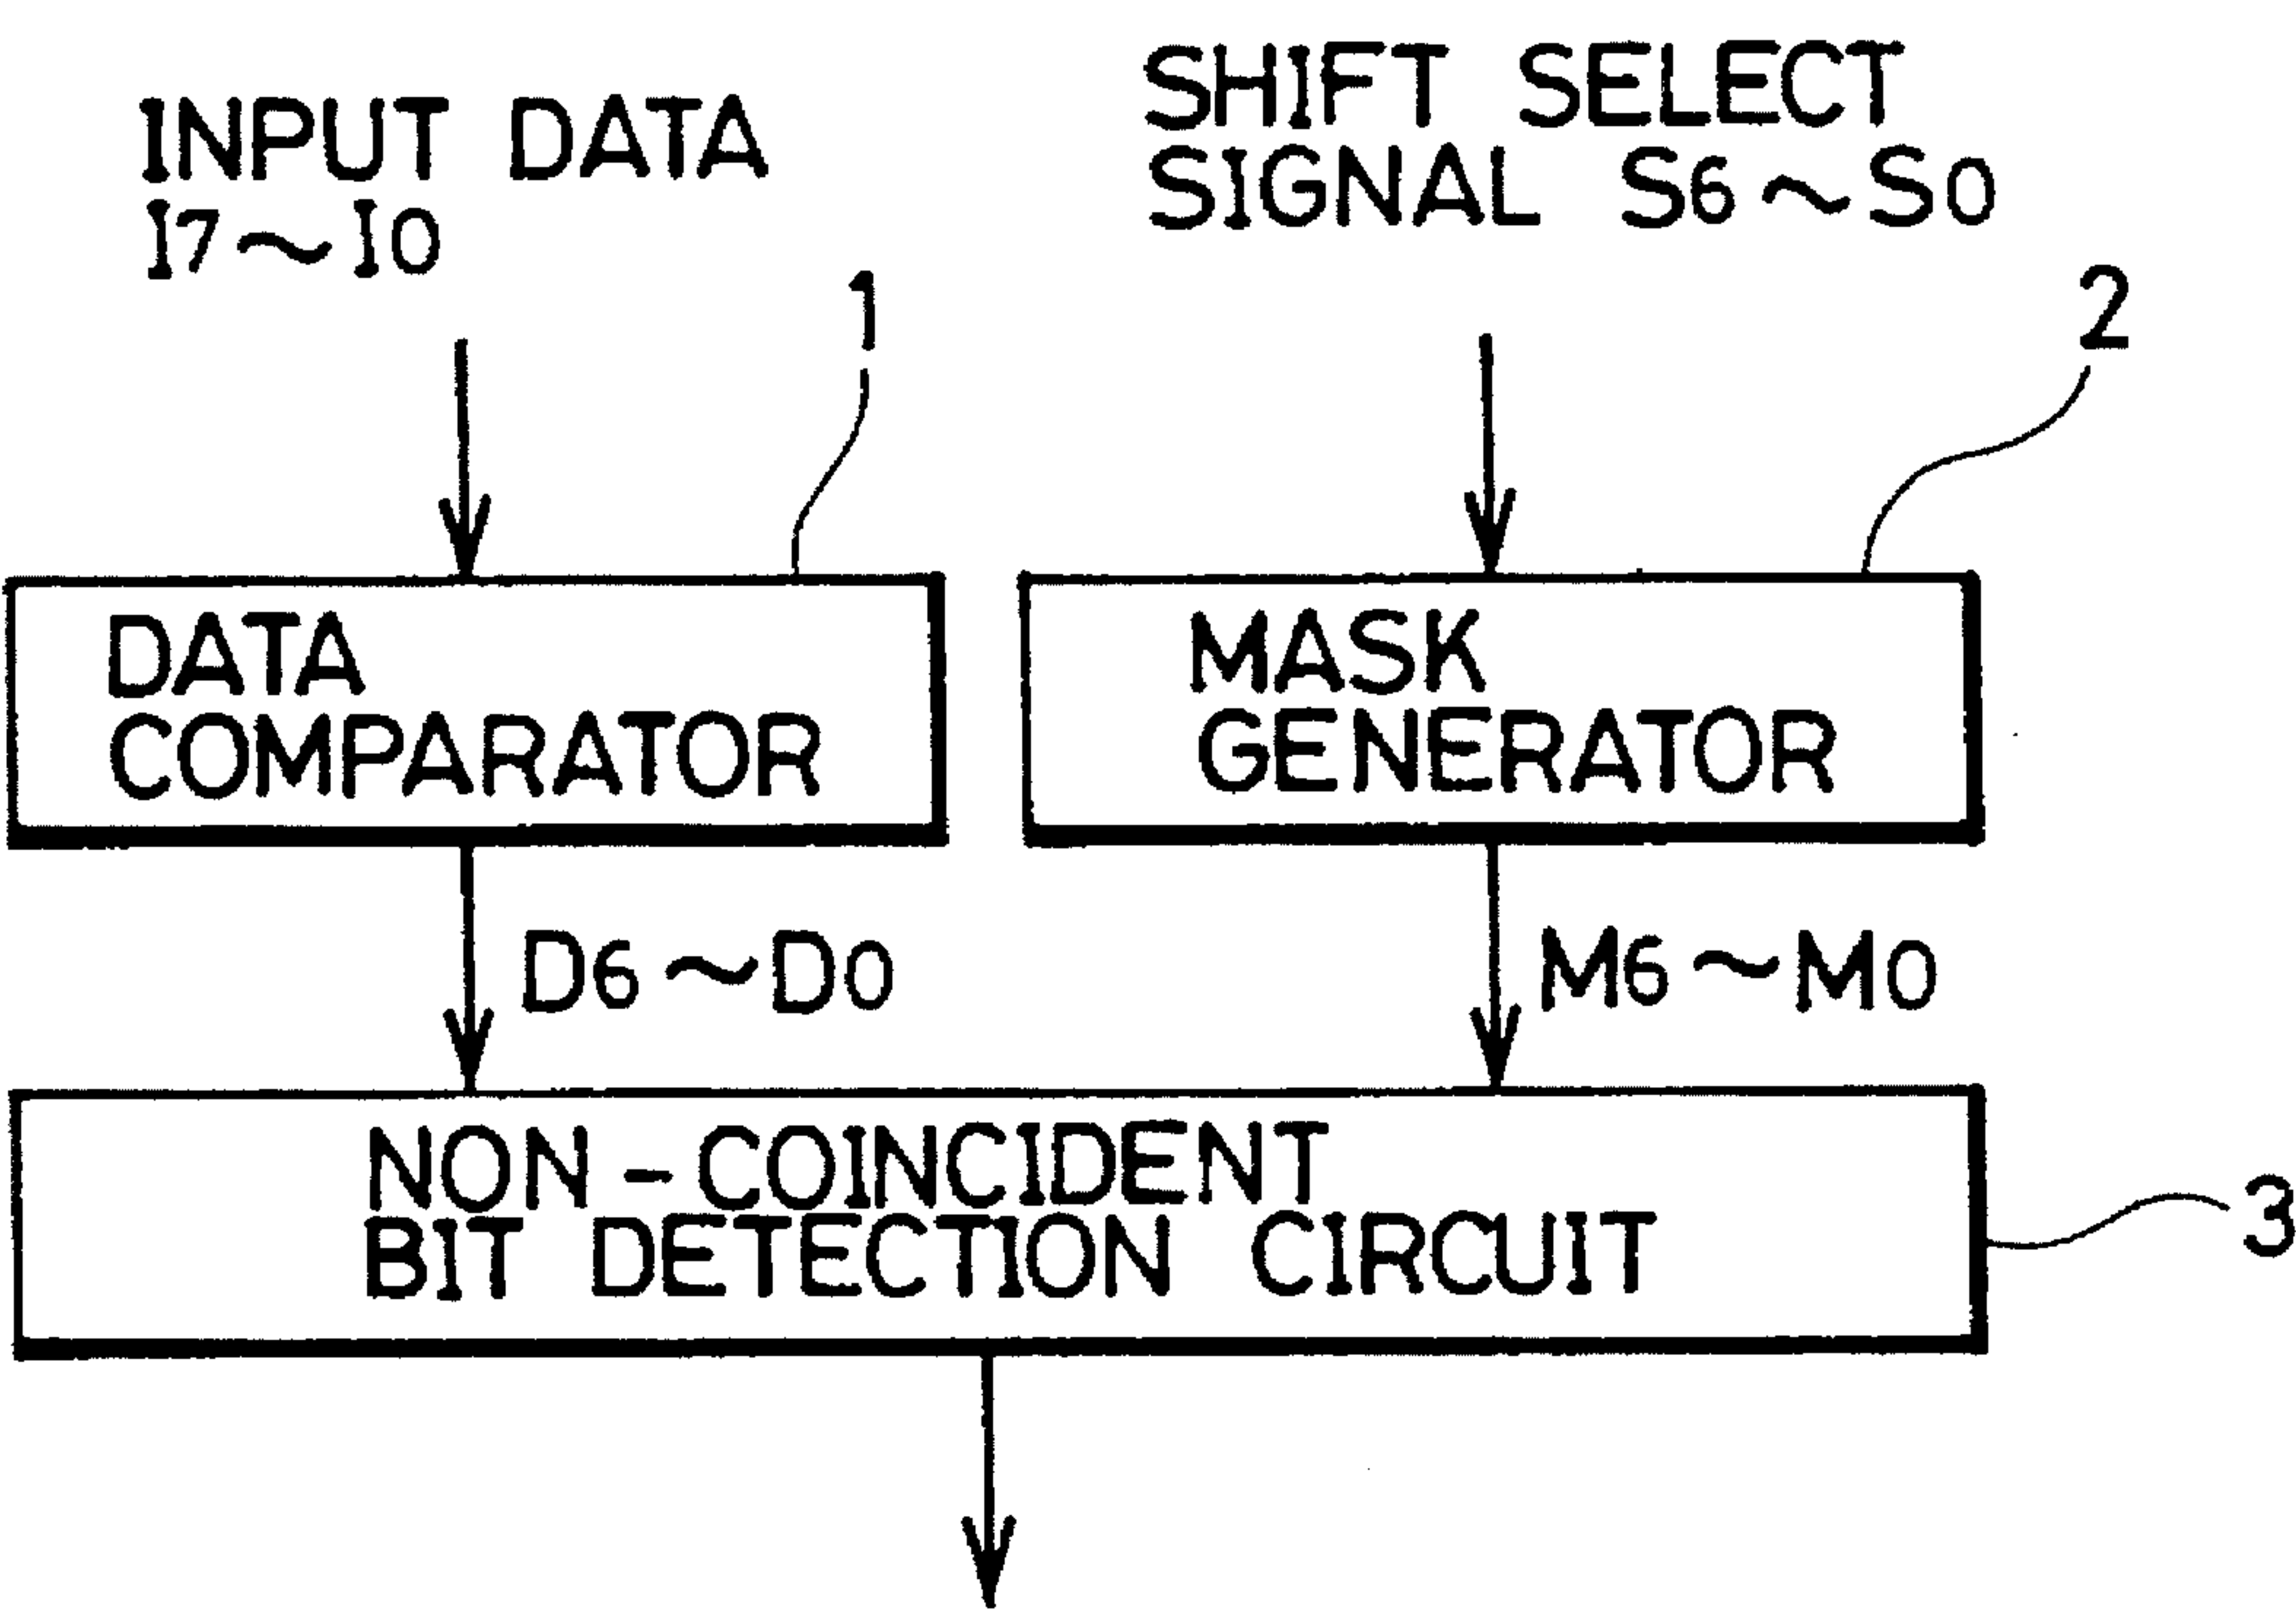 INPUT DATA
I7~I0
SHIFT SELECT
SIGNAL S6~S0
1
2
DATA
COMPARATOR
MASK
GENERATOR
D6~D0
M6~M0
NON-COINCIDENT
BIT DETECTION CIRCUIT
3